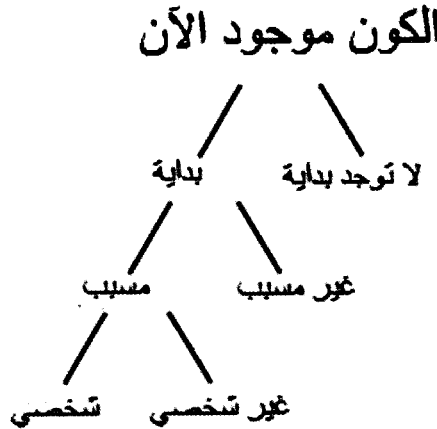 الكون موجود الآن
لا توجد بداية
بداية
غير مسبب
مسبب
غير شخصي
شخصي